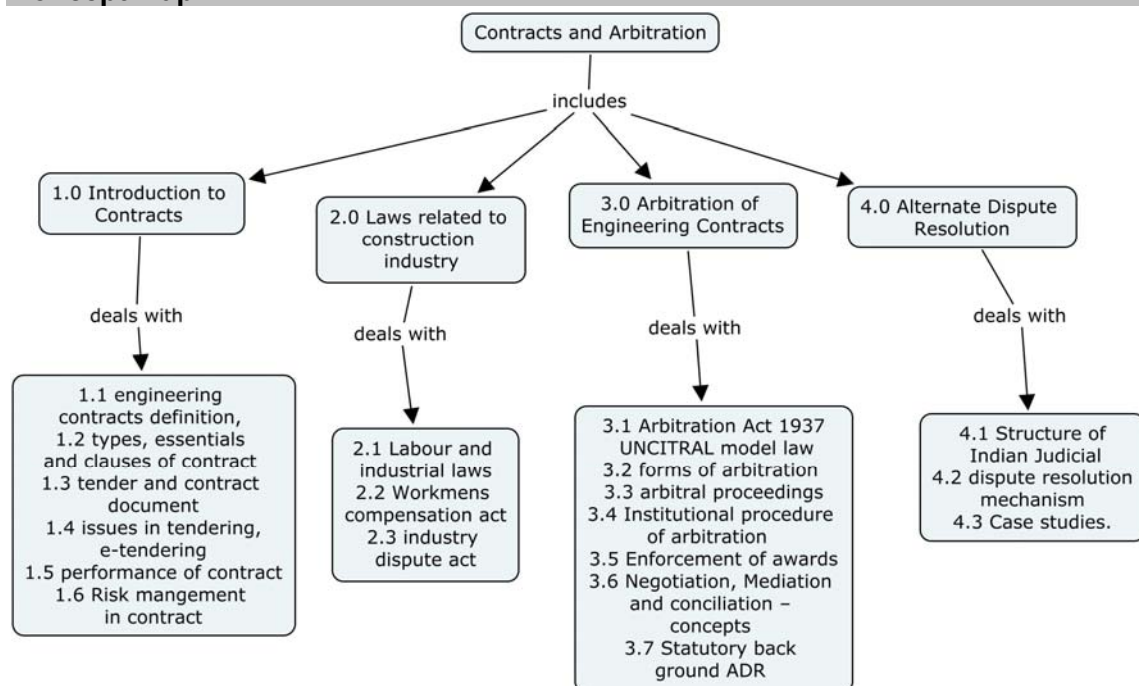 Contracts and Arbitration
includes
1.0 Introduction to
Contracts
2.0 Laws related to
construction
industry
3.0 Arbitration of
Engineering Contracts
4.0 Alternate Dispute
Resolution
deals with
deals with
deals with
deals with
1.1 engineering
contracts definition,
1.2 types, essentials
and clauses of contract
1.3 tender and contract
document
1.4 issues in tendering,
e-tendering
1.5 performance of contract
1.6 Risk mangement
in contract
2.1 Labour and
industrial laws
2.2 Workmens
compensation act
2.3 industry
dispute act
3.1 Arbitration Act 1937
UNCITRAL model law
3.2 forms of arbitration
3.3 arbitral proceedings
3.4 Institutional procedure
of arbitration
3.5 Enforcement of awards
3.6 Negotiation, Mediation
and conciliation –
concepts
3.7 Statutory back
ground ADR
4.1 Structure of
Indian Judicial
4.2 dispute resolution
mechanism
4.3 Case studies.